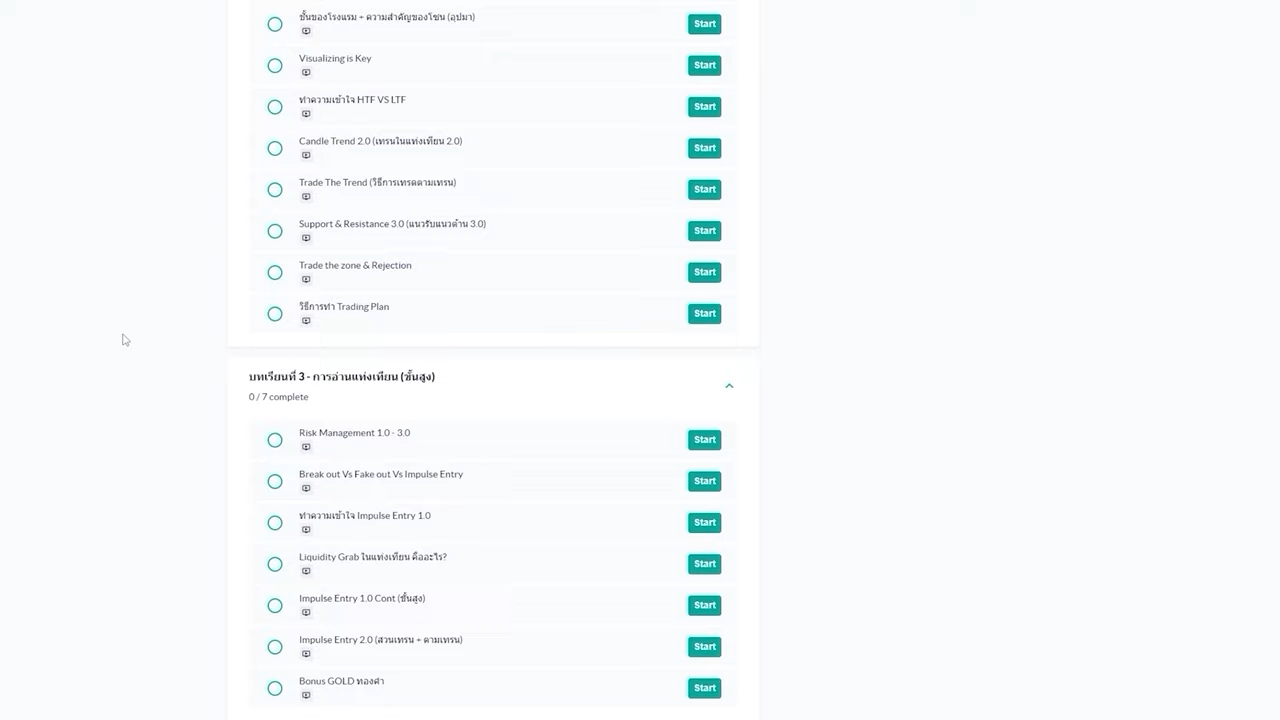 ชั้นของโรงแรม + ความสำคัญของโซน (อุปมา)
Start
Visualizing is Key
Start
ทำความเข้าใจ HTF VS LTF
Start
Candle Trend 2.0 (เทรนในแท่งเทียน 2.0)
Start
Trade The Trend (วิธีการเทรดตามเทรน)
Start
Support & Resistance 3.0 (แนวรับแนวต้าน 3.0)
Start
Trade the zone & Rejection
Start
วิธีการทำ Trading Plan
Start
บทเรียนที่ 3 - การอ่านแท่งเทียน (ขั้นสูง)
0 / 7 complete
Risk Management 1.0 - 3.0
Start
Break out Vs Fake out Vs Impulse Entry
Start
ทำความเข้าใจ Impulse Entry 1.0
Start
Liquidity Grab ในแท่งเทียน คืออะไร?
Start
Impulse Entry 1.0 Cont (ขั้นสูง)
Start
Impulse Entry 2.0 (สวนเทรน + ตามเทรน)
Start
Bonus GOLD ทองคำ
Start